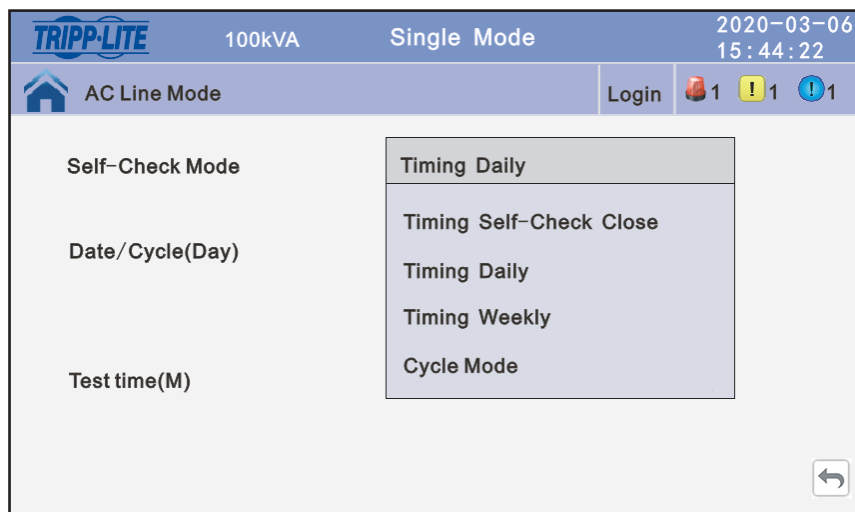 TRIPP·LITE 100kVA Single Mode 2020-03-06
15:44:22
AC Line Mode Login 1 ! 1 ! 1
Self-Check Mode Timing Daily
Timing Self-Check Close
Date/Cycle(Day)
Timing Daily
Timing Weekly
Cycle Mode
Test time(M)